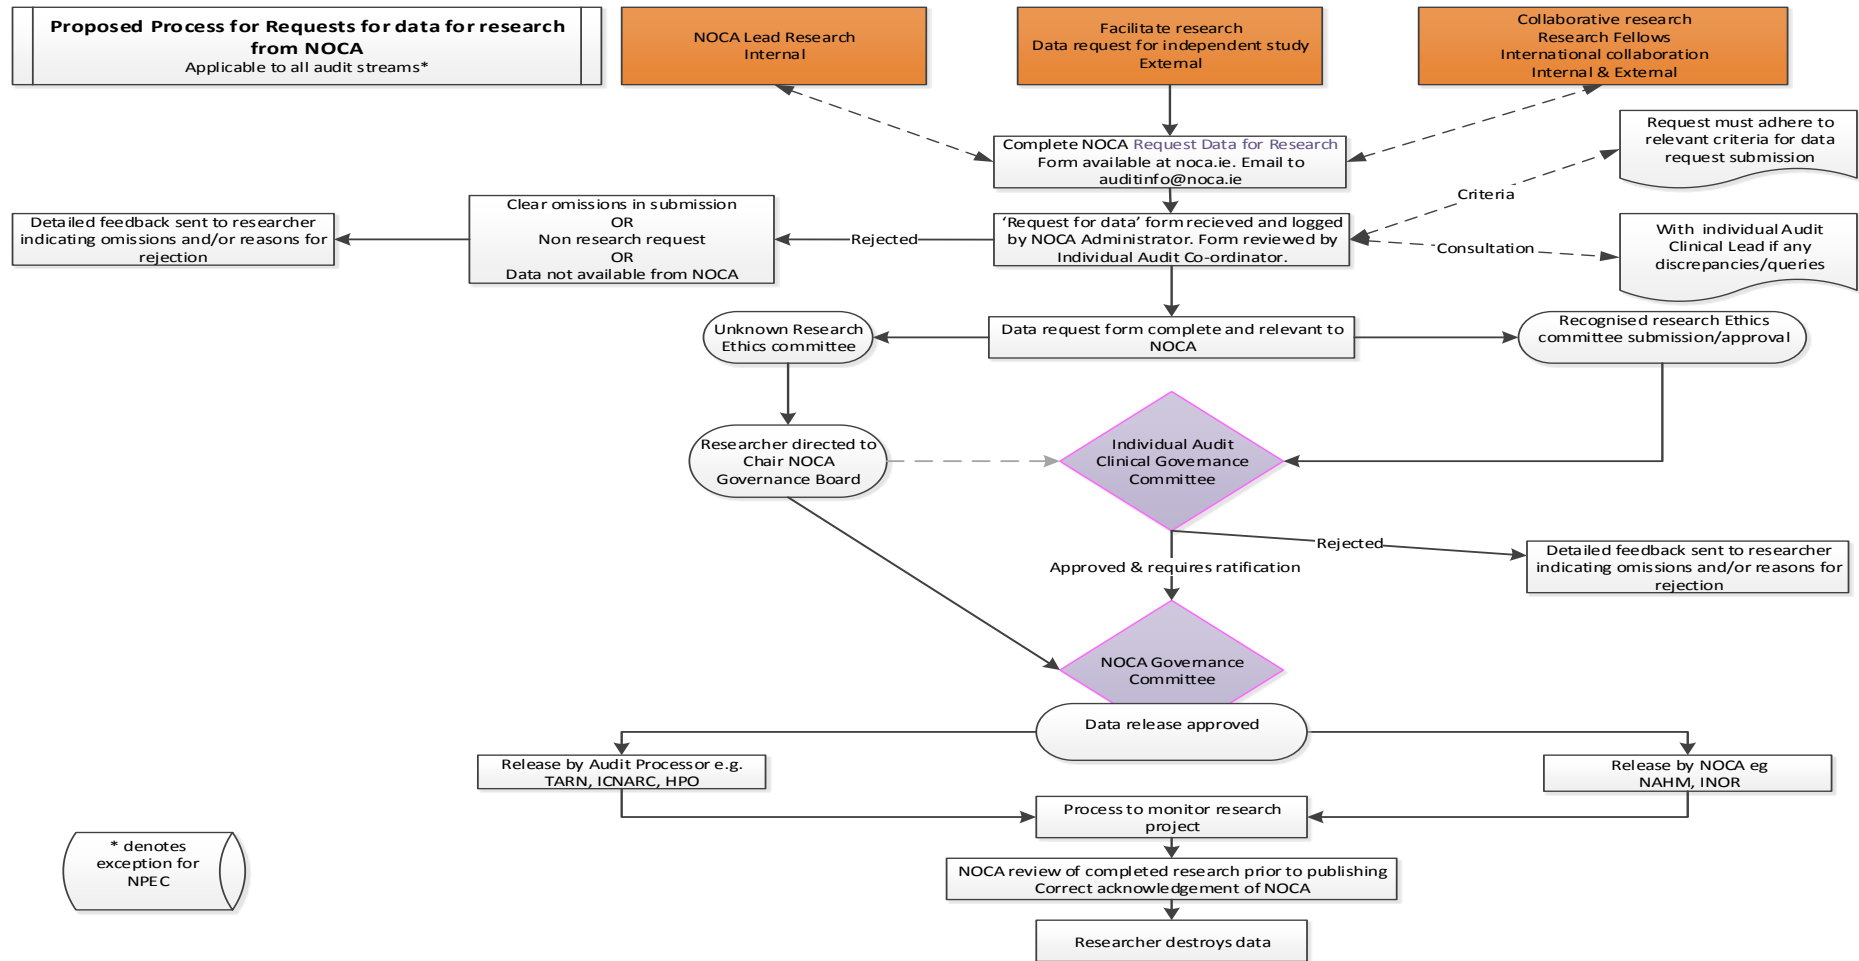 Proposed Process for Requests for data for research
from NOCA
Applicable to all audit streams*
NOCA Lead Research
Internal
Facilitate research
Data request for independent study
External
Collaborative research
Research Fellows
International collaboration
Internal & External
Complete NOCA Request Data for Research
Form available at noca.ie. Email to
auditinfo@noca.ie
Request must adhere to
relevant criteria for data
request submission
Criteria
Detailed feedback sent to researcher
indicating omissions and/or reasons for
rejection
Clear omissions in submission
OR
Non research request
OR
Data not available from NOCA
Rejected
‘Request for data’ form recieved and logged
by NOCA Administrator. Form reviewed by
Individual Audit Co-ordinator.
Consultation
With individual Audit
Clinical Lead if any
discrepancies/queries
Unknown Research
Ethics committee
Data request form complete and relevant to
NOCA
Recognised research Ethics
committee submission/approval
Researcher directed to
Chair NOCA
Governance Board
Individual Audit
Clinical Governance
Committee
Rejected
Approved & requires ratification
Detailed feedback sent to researcher
indicating omissions and/or reasons for
rejection
NOCA Governance
Committee
Data release approved
Release by Audit Processor e.g.
TARN, ICNARC, HPO
Release by NOCA eg
NAHM, INOR
Process to monitor research
project
* denotes
exception for
NPEC
NOCA review of completed research prior to publishing
Correct acknowledgement of NOCA
Researcher destroys data